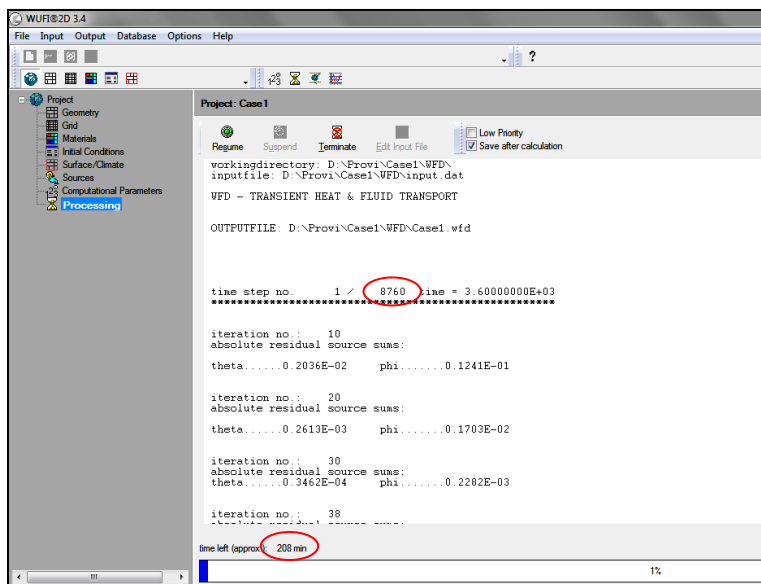 WUFI®2D 3.4
File Input Output Database Options Help
?
Project
Geometry
Grid
Materials
Initial Conditions
Surface/Climate
Sources
Computational Parameters
Processing
Project: Case1
Resume Suspend Terminate Edit Input File
Low Priority
Save after calculation
workingdirectory: D:\Provi\Case1\WFD\
inputfile: D:\Provi\Case1\WFD\input.dat
WFD - TRANSIENT HEAT & FLUID TRANSPORT
OUTPUTFILE: D:\Provi\Case1\WFD\Case1.wfd
time step no. 1 / 8760 time = 3.60000000E+03
******************************************************
iteration no.: 10
absolute residual source sums:
theta......0.2036E-02 phi.......0.1241E-01
iteration no.: 20
absolute residual source sums:
theta......0.2613E-03 phi.......0.1703E-02
iteration no.: 30
absolute residual source sums:
theta......0.3462E-04 phi.......0.2282E-03
iteration no.: 38
time left (approx.): 208 min
1%